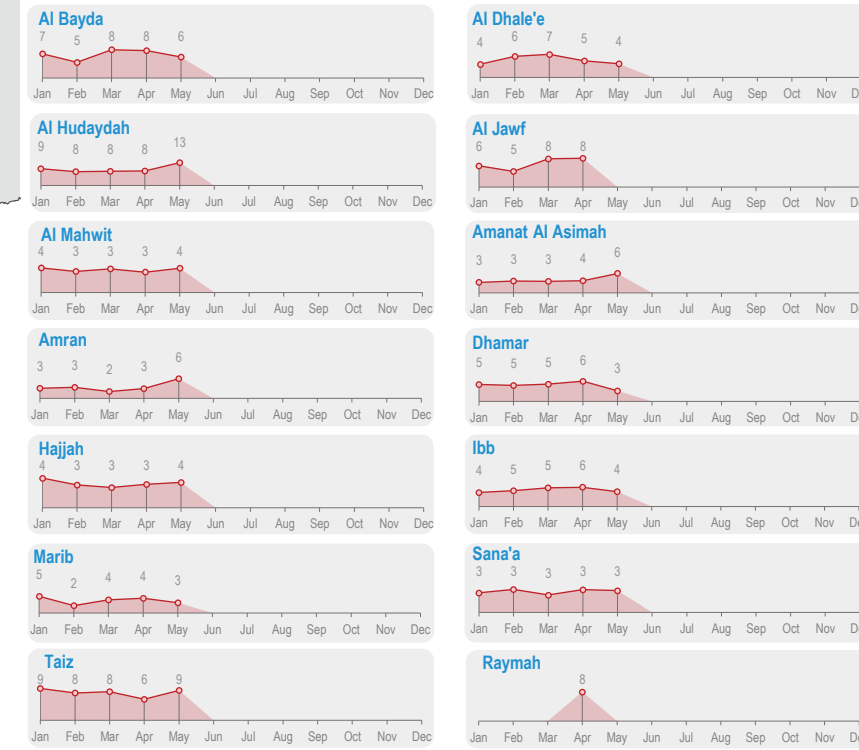 Al Bayda
7 5 8 8 6
Jan Feb Mar Apr May Jun Jul Aug Sep Oct Nov Dec
Al Dhale'e
4 6 7 5 4
Jan Feb Mar Apr May Jun Jul Aug Sep Oct Nov D
Al Hudaydah
9 8 8 8 13
Jan Feb Mar Apr May Jun Jul Aug Sep Oct Nov Dec
Al Jawf
6 5 8 8
Jan Feb Mar Apr May Jun Jul Aug Sep Oct Nov De
Al Mahwit
4 3 3 3 4
Jan Feb Mar Apr May Jun Jul Aug Sep Oct Nov Dec
Amanat Al Asimah
3 3 3 4 6
Jan Feb Mar Apr May Jun Jul Aug Sep Oct Nov De
Amran
3 3 2 3 6
Jan Feb Mar Apr May Jun Jul Aug Sep Oct Nov Dec
Dhamar
5 5 5 6 3
Jan Feb Mar Apr May Jun Jul Aug Sep Oct Nov De
Hajjah
4 3 3 3 4
Jan Feb Mar Apr May Jun Jul Aug Sep Oct Nov Dec
Ibb
4 5 5 6 4
Jan Feb Mar Apr May Jun Jul Aug Sep Oct Nov De
Marib
5 2 4 4 3
Jan Feb Mar Apr May Jun Jul Aug Sep Oct Nov Dec
Sana'a
3 3 3 3 3
Jan Feb Mar Apr May Jun Jul Aug Sep Oct Nov De
Taiz
9 8 8 6 9
Jan Feb Mar Apr May Jun Jul Aug Sep Oct Nov Dec
Raymah
8
Jan Feb Mar Apr May Jun Jul Aug Sep Oct Nov De